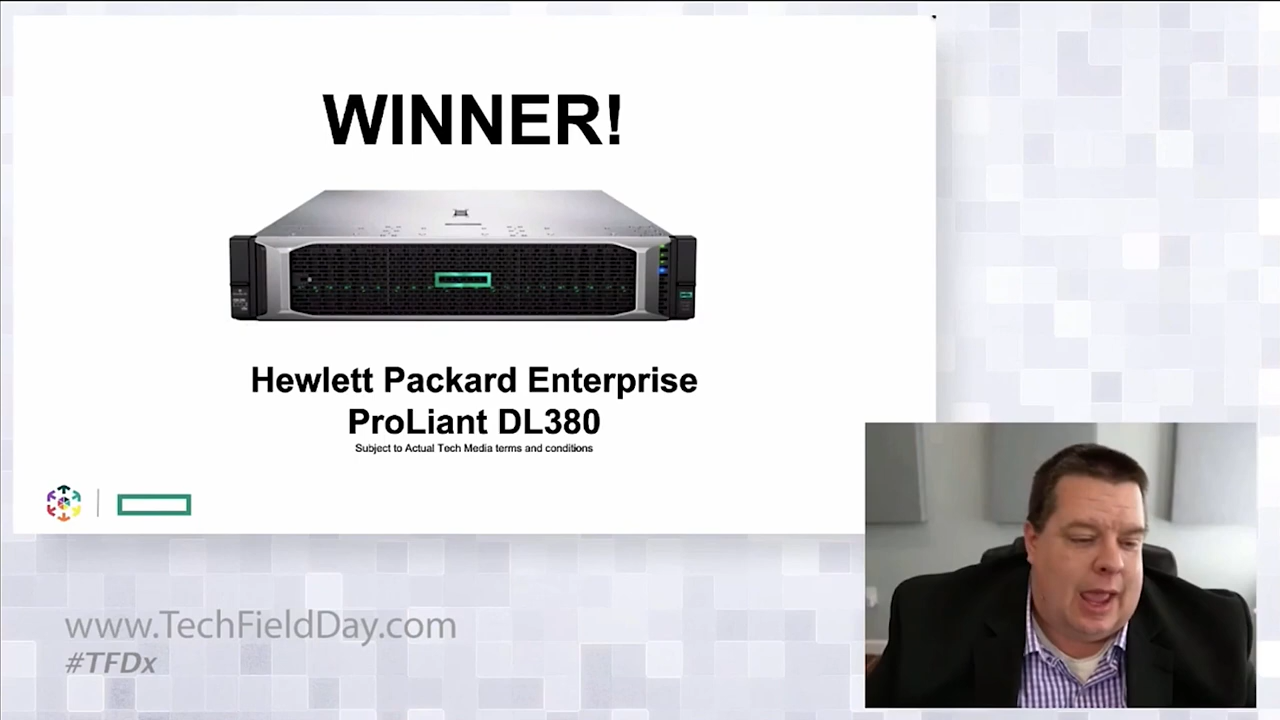 WINNER!
Hewlett Packard Enterprise
ProLiant DL380
Subject to Actual Tech Media terms and conditions
www.TechFieldDay.com
#TFDx